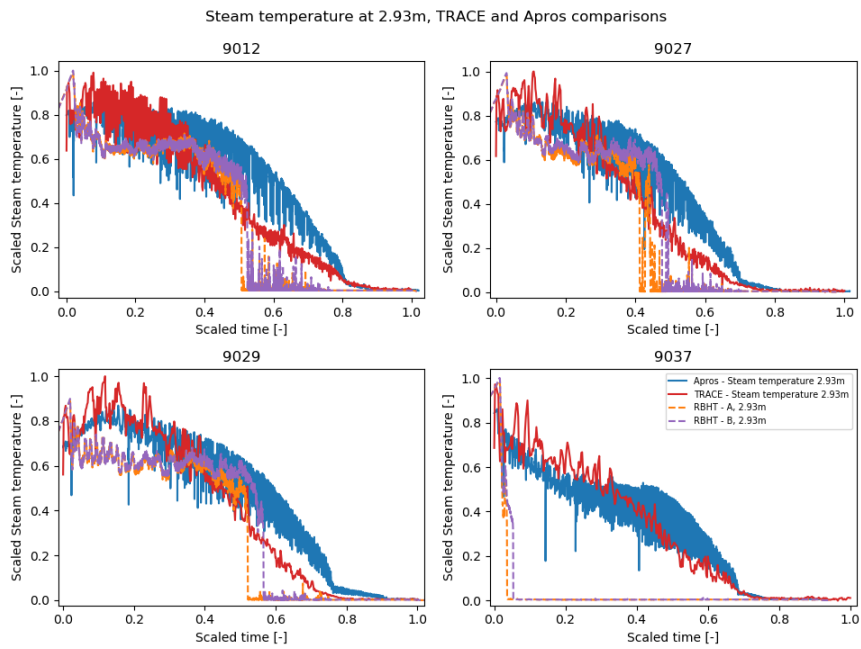 Steam temperature at 2.93m, TRACE and Apros comparisons
9012
9027
Scaled Steam temperature [-]
1.0
0.8
0.6
0.4
0.2
0.0
0.0 0.2 0.4 0.6 0.8 1.0
Scaled time [-]
Scaled Steam temperature [-]
1.0
0.8
0.6
0.4
0.2
0.0
0.0 0.2 0.4 0.6 0.8 1.0
Scaled time [-]
9029
9037
Scaled Steam temperature [-]
1.0
0.8
0.6
0.4
0.2
0.0
0.0 0.2 0.4 0.6 0.8 1.0
Scaled time [-]
Scaled Steam temperature [-]
1.0
0.8
0.6
0.4
0.2
0.0
Apros - Steam temperature 2.93m
TRACE - Steam temperature 2.93m
RBHT - A, 2.93m
RBHT - B, 2.93m
0.0 0.2 0.4 0.6 0.8 1.0
Scaled time [-]